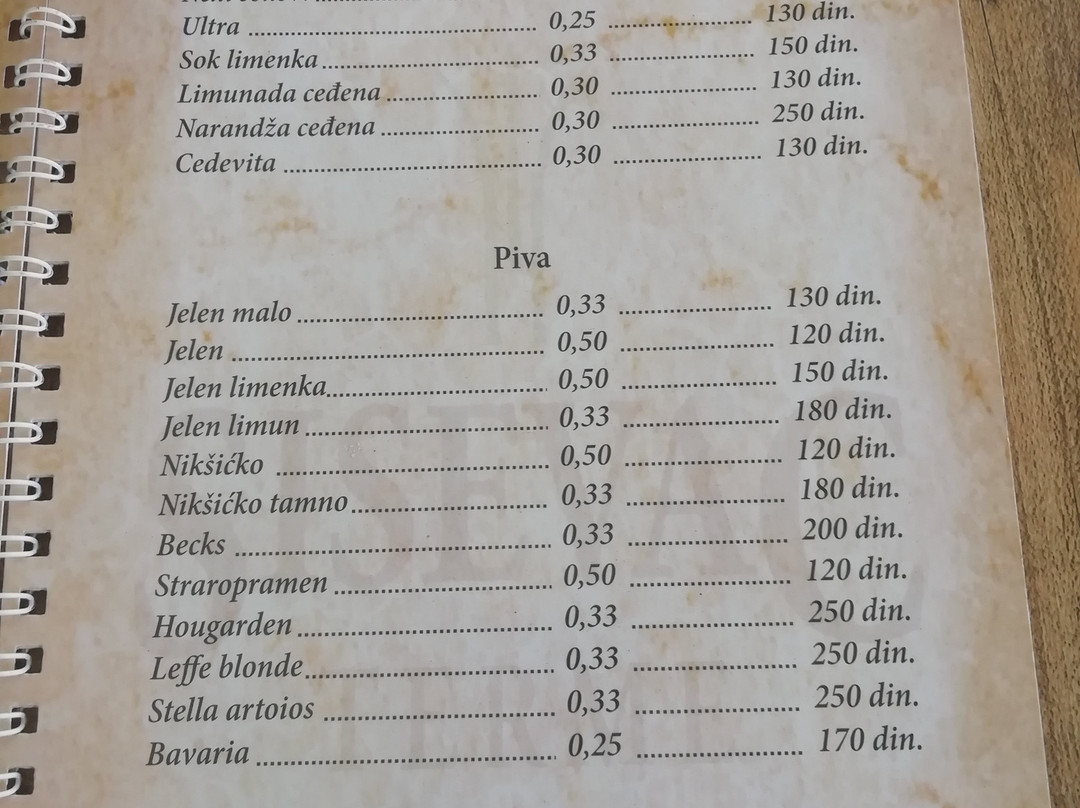 Ultra ........ 0,25 ........ 130 din.
Sok limenka ........ 0,33 ........ 150 din.
Limunada ceđena ........ 0,30 ........ 130 din.
Narandža ceđena ........ 0,30 ........ 250 din.
Cedevita ........ 0,30 ........ 130 din.
Piva
Jelen malo ........ 0,33 ........ 130 din.
Jelen ........ 0,50 ........ 120 din.
Jelen limenka ........ 0,50 ........ 150 din.
Jelen limun ........ 0,33 ........ 180 din.
Nikšićko ........ 0,50 ........ 120 din.
Nikšićko tamno ........ 0,33 ........ 180 din.
Becks ........ 0,33 ........ 200 din.
Straropramen ........ 0,50 ........ 120 din.
Hougarden ........ 0,33 ........ 250 din.
Leffe blonde ........ 0,33 ........ 250 din.
Stella artoios ........ 0,33 ........ 250 din.
Bavaria ........ 0,25 ........ 170 din.